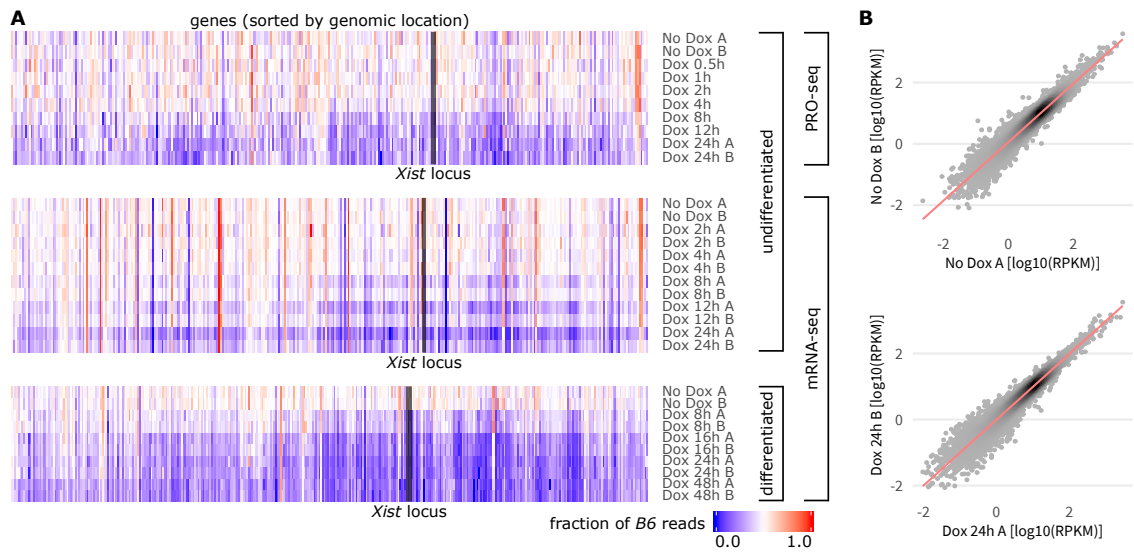 A
genes (sorted by genomic location)
No Dox A
No Dox B
Dox 0.5h
Dox 1h
Dox 2h
Dox 4h
Dox 8h
Dox 12h
Dox 24h A
Dox 24h B
Xist locus
No Dox A
No Dox B
Dox 2h A
Dox 2h B
Dox 4h A
Dox 4h B
Dox 8h A
Dox 8h B
Dox 12h A
Dox 12h B
Dox 24h A
Dox 24h B
Xist locus
No Dox A
No Dox B
Dox 8h A
Dox 8h B
Dox 16h A
Dox 16h B
Dox 24h A
Dox 24h B
Dox 48h A
Dox 48h B
Xist locus
undifferentiated
differentiated
PRO-seq
mRNA-seq
fraction of B6 reads
0.0 1.0
B
No Dox B [log10(RPKM)]
2
0
-2
-2 0 2
No Dox A [log10(RPKM)]
Dox 24h B [log10(RPKM)]
2
0
-2
-2 0 2
Dox 24h A [log10(RPKM)]